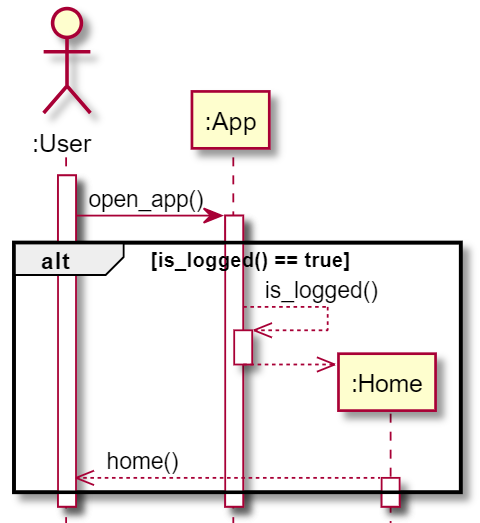 :User
:App
open_app()
alt
[is_logged() == true]
is_logged()
:Home
home()